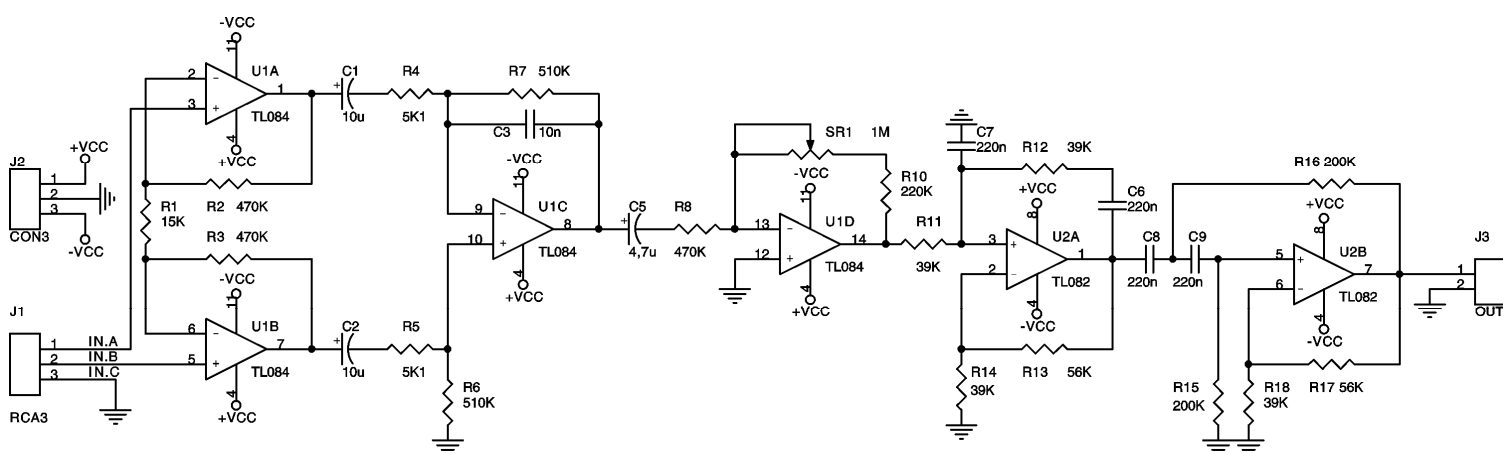 J2
+VCC
1
2
3
-VCC
CON3
J1
1 IN.A
2 IN.B
3 IN.C
RCA3
-VCC
11
U1A
2
3
1
TL084
4
+VCC
R1
15K
R2 470K
R3 470K
-VCC
11
U1B
6
5
7
TL084
4
+VCC
C1
10u
R4
5K1
C2
10u
R5
5K1
R6
510K
R7 510K
C3 10n
-VCC
11
U1C
9
10
8
TL084
4
+VCC
C5
4,7u
R8
470K
SR1 1M
-VCC
11
U1D
13
12
14
TL084
4
+VCC
R10
220K
R11
39K
C7
220n
R12 39K
+VCC
8
U2A
3
2
1
TL082
4
-VCC
C6
220n
R14
39K
R13 56K
C8
220n
C9
220n
R16 200K
+VCC
8
U2B
5
6
7
TL082
4
-VCC
R15
200K
R18
39K
R17 56K
J3
1
2
OUT